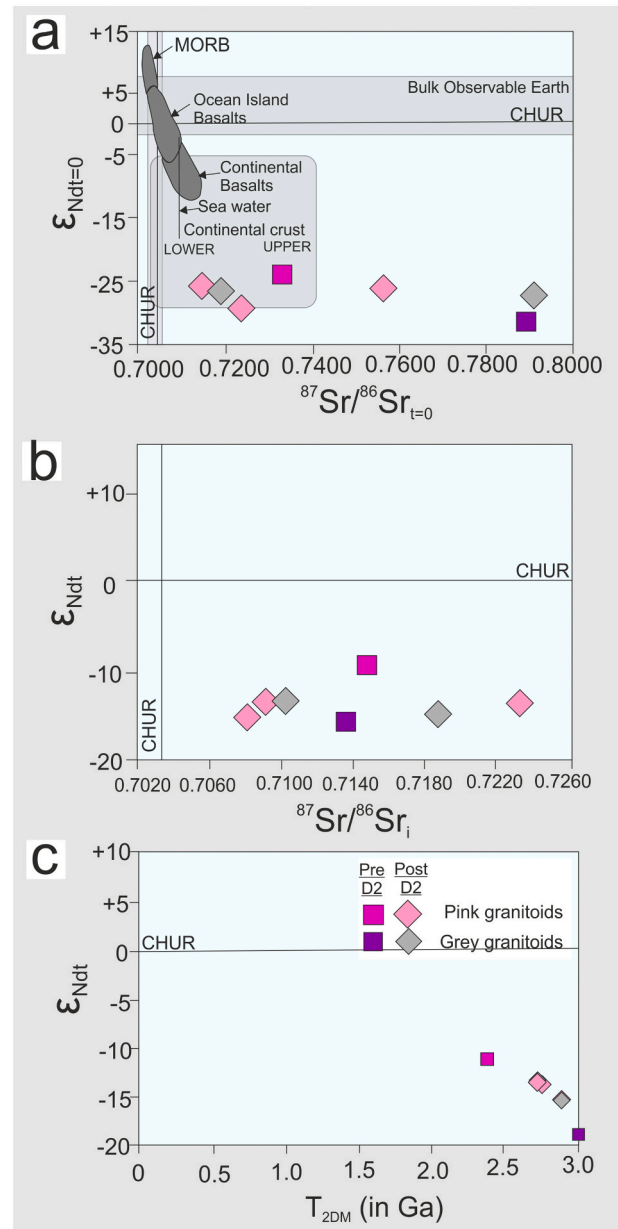 a
+15
MORB
Bulk Observable Earth
+5
Ocean Island
Basalts
0
CHUR
-5
Continental
Basalts
Sea water
-15
Continental crust
LOWER
UPPER
-25
CHUR
-35
εNdt=0
0.7000
0.7200
0.7400
0.7600
0.7800
0.8000
87Sr/86Srt=0
b
+10
0
CHUR
-10
CHUR
-20
εNdt
0.7020
0.7060
0.7100
0.7140
0.7180
0.7220
0.7260
87Sr/86Sri
c
+10
Pre
D2
Post
D2
+5
Pink granitoids
0
CHUR
Grey granitoids
-5
-10
-15
-20
εNdt
0
1.0
1.5
2.0
2.5
3.0
T2DM (in Ga)